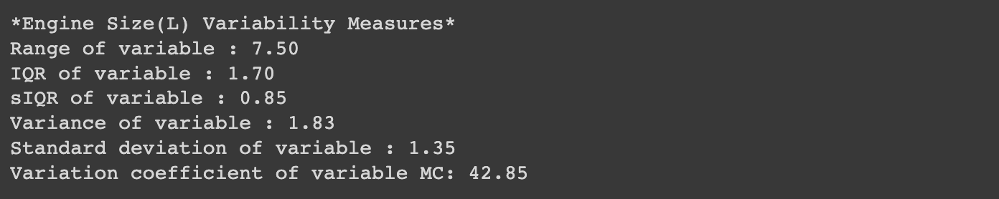 *Engine Size(L) Variability Measures*
Range of variable : 7.50
IQR of variable : 1.70
sIQR of variable : 0.85
Variance of variable : 1.83
Standard deviation of variable : 1.35
Variation coefficient of variable MC: 42.85